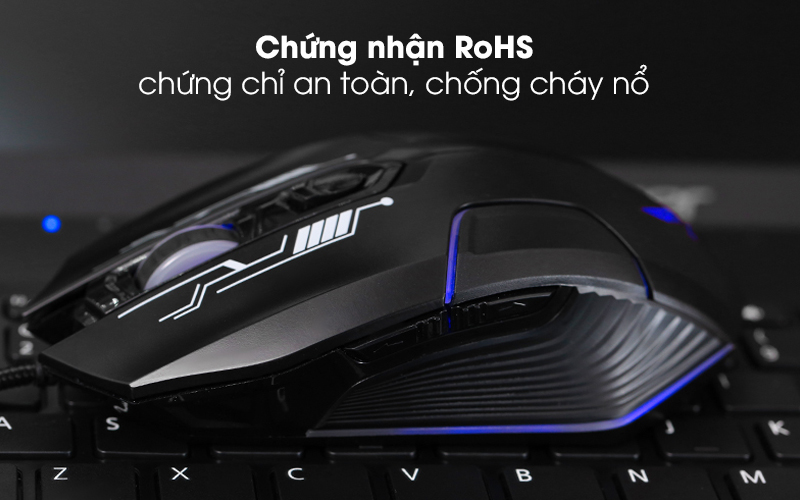 Chứng nhận RoHS
chứng chỉ an toàn, chống cháy nổ
A
S
Z
X
C
V
B
N
M